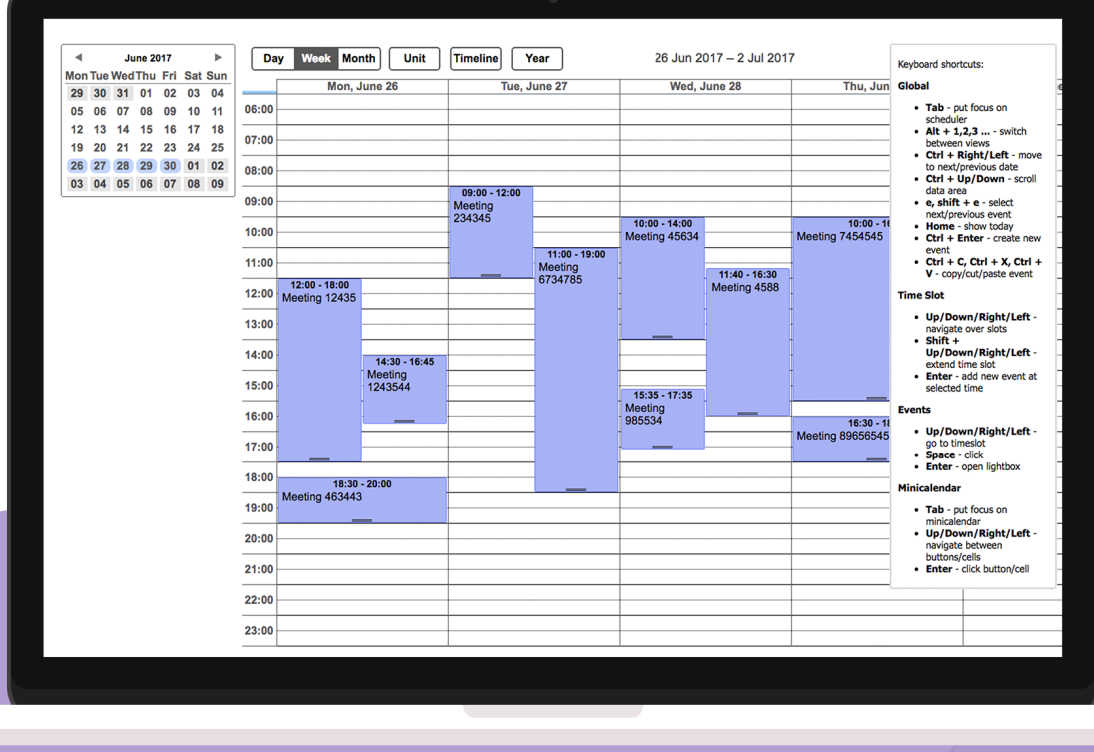 June 2017
Mon Tue Wed Thu Fri Sat Sun
29 30 31 01 02 03 04
05 06 07 08 09 10 11
12 13 14 15 16 17 18
19 20 21 22 23 24 25
26 27 28 29 30 01 02
03 04 05 06 07 08 09
Day Week Month Unit Timeline Year
26 Jun 2017 – 2 Jul 2017
Mon, June 26
Tue, June 27
Wed, June 28
Thu, Jun
06:00
07:00
08:00
09:00
10:00
11:00
12:00
13:00
14:00
15:00
16:00
17:00
18:00
19:00
20:00
21:00
22:00
23:00
12:00 - 18:00
Meeting 12435
14:30 - 16:45
Meeting
1243544
18:30 - 20:00
Meeting 463443
09:00 - 12:00
Meeting
234345
11:00 - 19:00
Meeting
6734785
10:00 - 14:00
Meeting 45634
11:40 - 16:30
Meeting 4588
15:35 - 17:35
Meeting
985534
10:00 - 1
Meeting 7454545
16:30 - 1
Meeting 89656545
Keyboard shortcuts:
Global
• Tab - put focus on
scheduler
• Alt + 1,2,3 ... - switch
between views
• Ctrl + Right/Left - move
to next/previous date
• Ctrl + Up/Down - scroll
data area
• e, shift + e - select
next/previous event
• Home - show today
• Ctrl + Enter - create new
event
• Ctrl + C, Ctrl + X, Ctrl +
V - copy/cut/paste event
Time Slot
• Up/Down/Right/Left -
navigate over slots
• Shift +
Up/Down/Right/Left -
extend time slot
• Enter - add new event at
selected time
Events
• Up/Down/Right/Left -
go to timeslot
• Space - click
• Enter - open lightbox
Minicalendar
• Tab - put focus on
minicalendar
• Up/Down/Right/Left -
navigate between
buttons/cells
• Enter - click button/cell